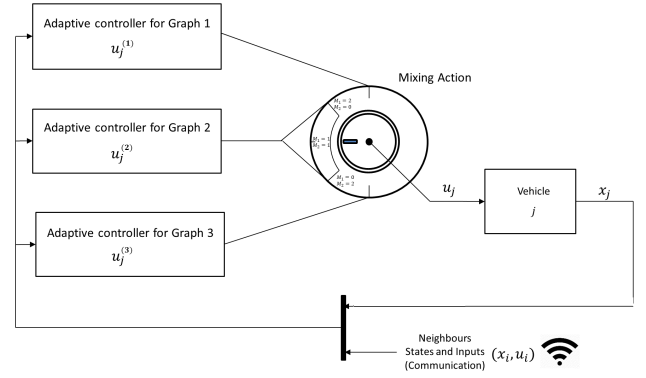 Adaptive controller for Graph 1
u_j^{(1)}
Mixing Action
M_1 = 2
M_2 = 0
Adaptive controller for Graph 2
u_j^{(2)}
M_1 = 1
M_2 = 1
M_1 = 0
M_2 = 2
u_j
Vehicle
j
x_j
Adaptive controller for Graph 3
u_j^{(3)}
Neighbours
States and Inputs
(Communication)
(x_i, u_i)